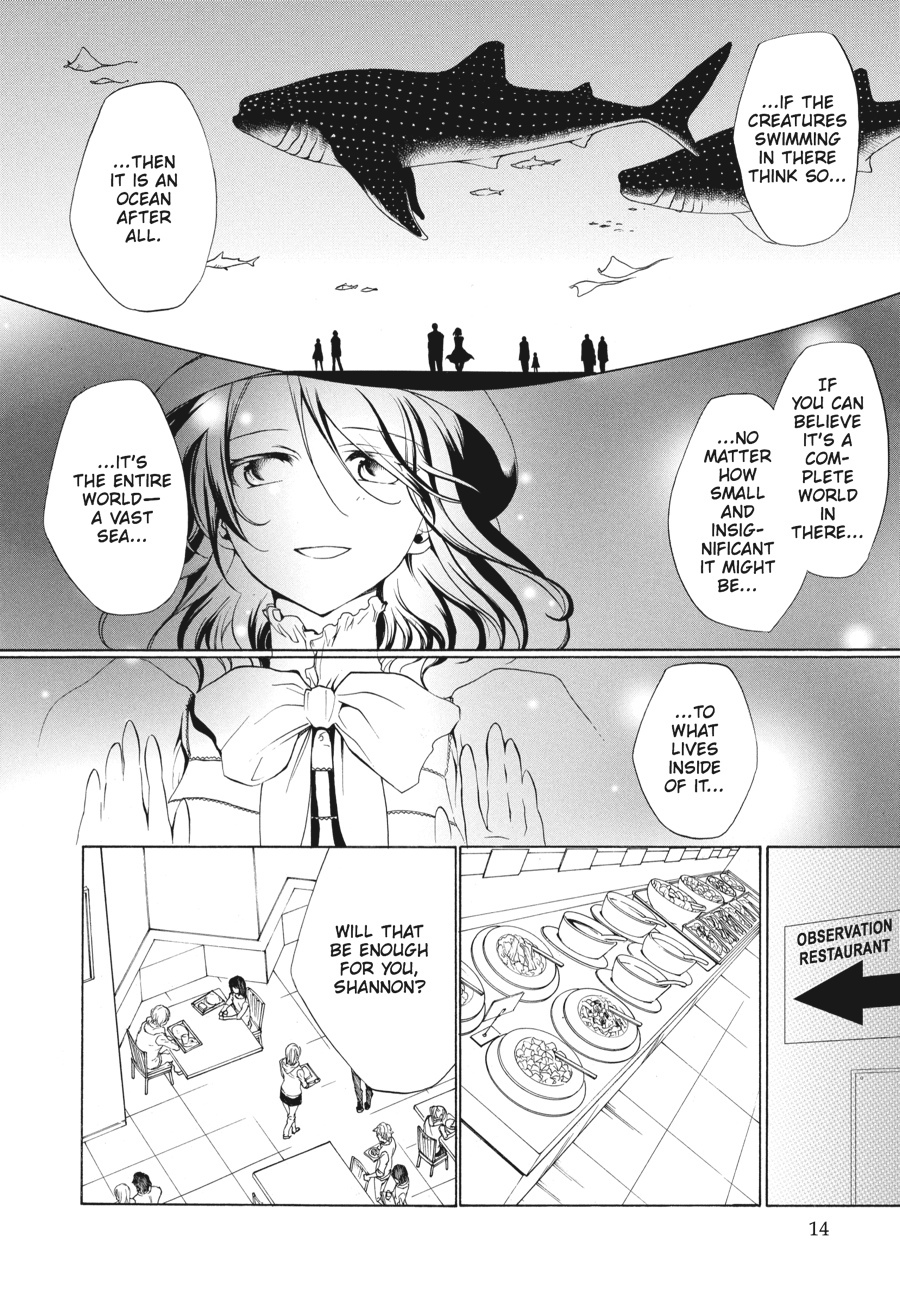 ...IF THE
CREATURES
SWIMMING
IN THERE
THINK SO...
...THEN
IT IS AN
OCEAN
AFTER
ALL.
IF
YOU CAN
BELIEVE
IT'S A
COM-
PLETE
WORLD
IN
THERE...
...NO
MATTER
HOW
SMALL
AND
INSIG-
NIFICANT
IT MIGHT
BE...
...IT'S
THE ENTIRE
WORLD—
A VAST
SEA...
...TO
WHAT
LIVES
INSIDE
OF IT...
OBSERVATION
RESTAURANT
WILL THAT
BE ENOUGH
FOR YOU,
SHANNON?
14